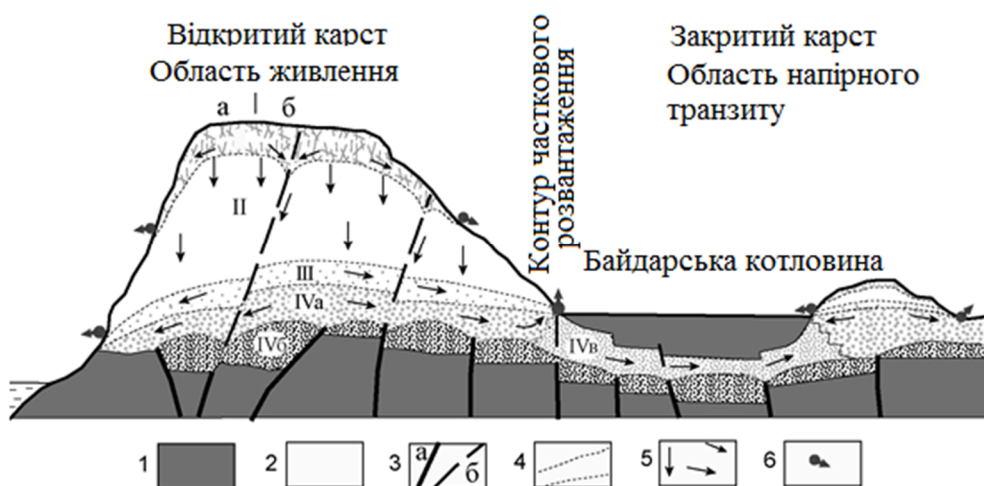 Відкритий карст
Область живлення
а | б
Контур часткового
розвантаження
Закритий карст
Область напірного
транзиту
Байдарська котловина
II
III
IVа
IVб
IVв
1
2
3 а б
4
5
6